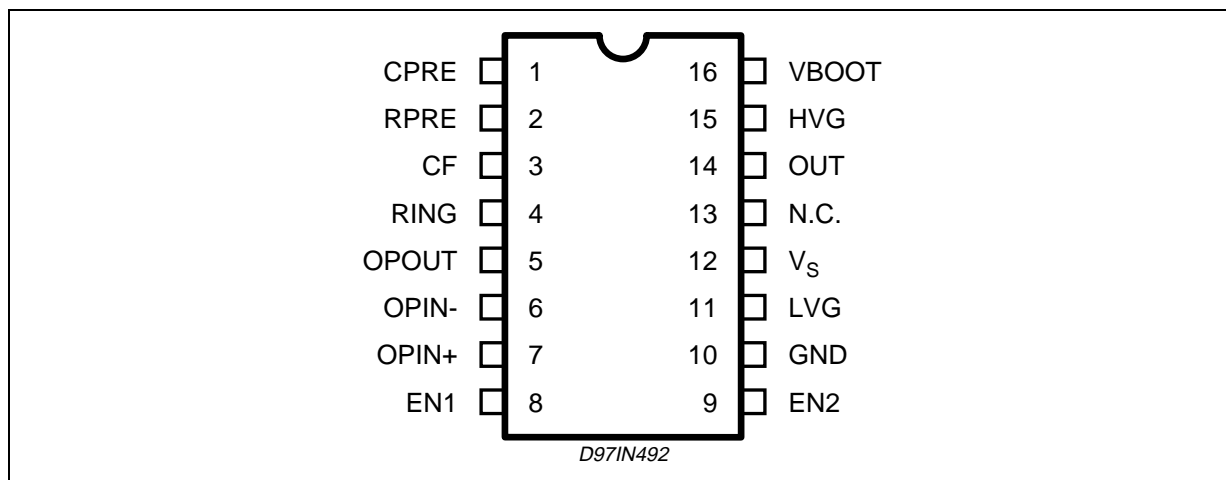 CPRE 1 16 VBOOT
RPRE 2 15 HVG
CF 3 14 OUT
RING 4 13 N.C.
OPOUT 5 12 VS
OPIN- 6 11 LVG
OPIN+ 7 10 GND
EN1 8 9 EN2
D97IN492